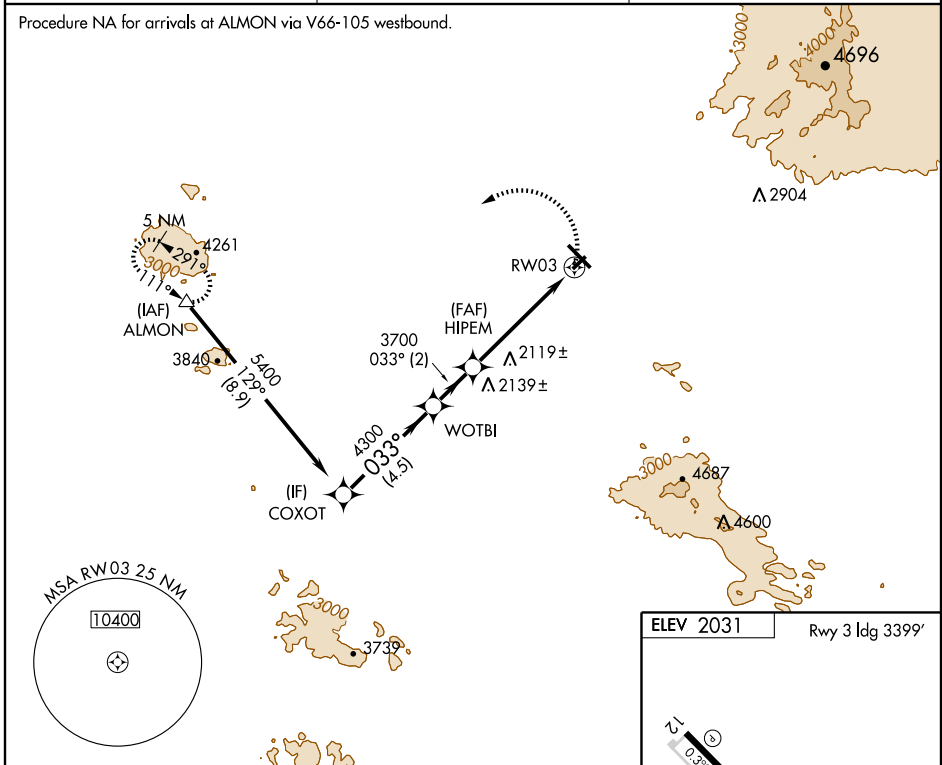 Procedure NA for arrivals at ALMON via V66-105 westbound.
3000
4000
4696
2904
5 NM
4261
291°
3000
111°
(IAF)
ALMON
RW03
(FAF)
HIPEM
3700
033° (2)
2119±
2139±
3840
5400
129°
(8.9)
WOTBI
4300
033°
(4.5)
(IF)
COXOT
3000
4687
4600
MSA RW03 25 NM
10400
3000
3739
ELEV 2031
Rwy 3 ldg 3399'
12
P